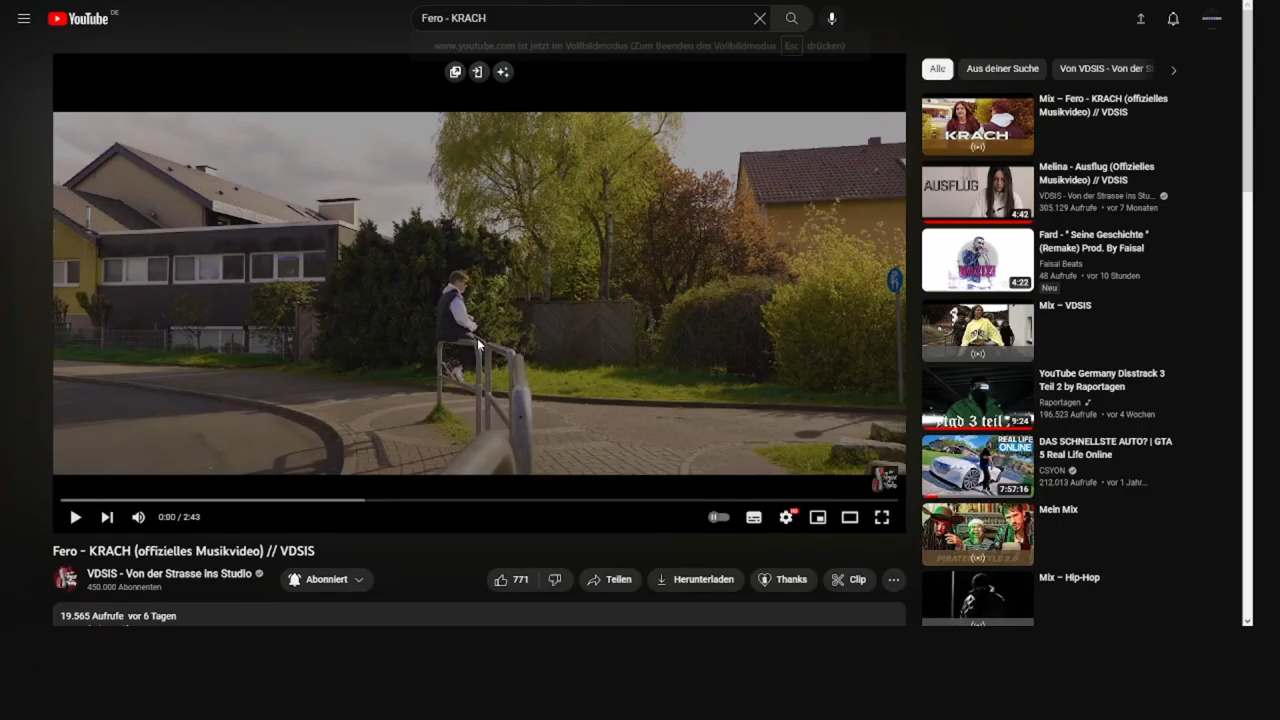 YouTube DE
Fero - KRACH
www.youtube.com ist jetzt im Vollbildmodus (Zum Beenden des Vollbildmodus Esc drücken)
Alle
Aus deiner Suche
Von VDSIS - Von der St
Mix – Fero - KRACH (offizielles
Musikvideo) // VDSIS
KRACH
Melina - Ausflug (Offizielles
Musikvideo) // VDSIS
VDSIS - Von der Strasse ins Stu...
305.129 Aufrufe • vor 7 Monaten
AUSFLUG
4:42
Fard - " Seine Geschichte "
(Remake) Prod. By Faisal
Faisal Beats
48 Aufrufe • vor 10 Stunden
Neu
4:22
Mix – VDSIS
YouTube Germany Disstrack 3
Teil 2 by Raportagen
Raportagen
196.523 Aufrufe • vor 4 Wochen
ytgd 3 teil
9:24
DAS SCHNELLSTE AUTO? | GTA
5 Real Life Online
CSYON
212.013 Aufrufe • vor 1 Jahr...
REAL LIFE
ONLINE
7:57:16
Mein Mix
Mix – Hip-Hop
0:00 / 2:43
HD
Fero - KRACH (offizielles Musikvideo) // VDSIS
VDSIS - Von der Strasse ins Studio
450.000 Abonnenten
Abonniert
771
Teilen
Herunterladen
Thanks
Clip
19.565 Aufrufe vor 6 Tagen